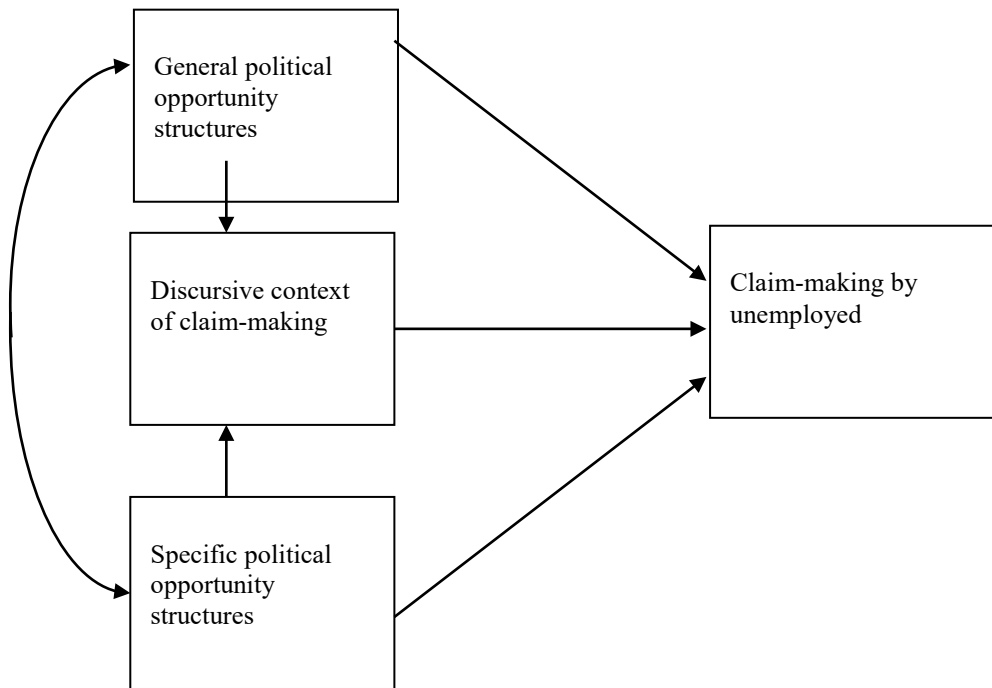 General political
opportunity
structures
Discursive context
of claim-making
Claim-making by
unemployed
Specific political
opportunity
structures